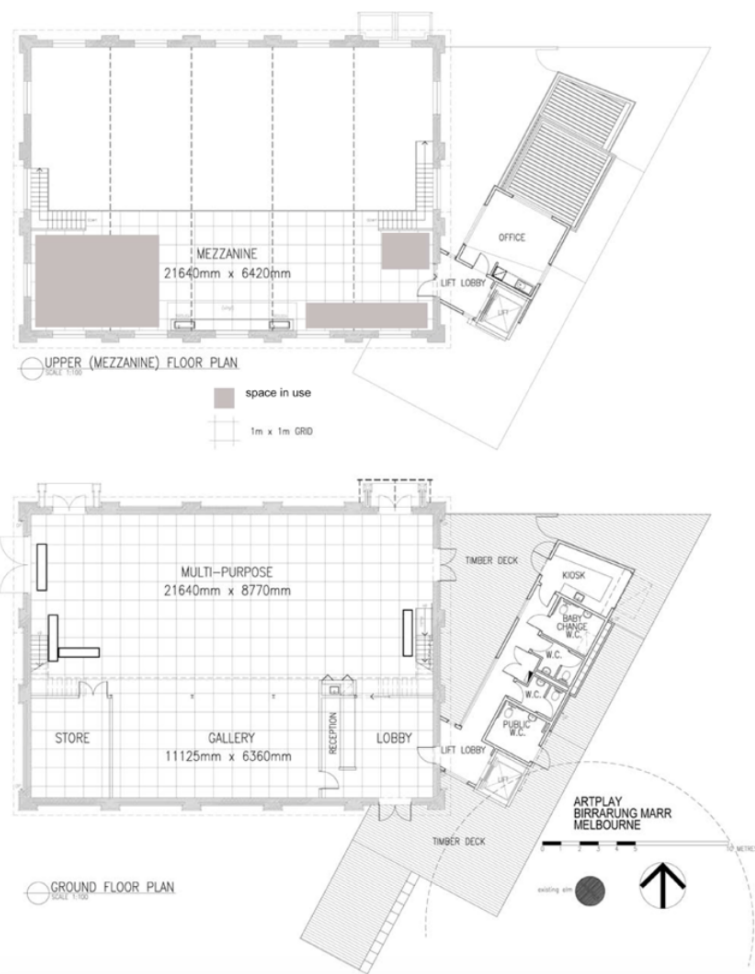 MEZZANINE
21640mm x 6420mm
OFFICE
LIFT LOBBY
LIFT
UPPER (MEZZANINE) FLOOR PLAN
SCALE 1:100
space in use
1m x 1m GRID
MULTI-PURPOSE
21640mm x 8770mm
TIMBER DECK
KIOSK
BABY
CHANGE
W.C.
W.C.
W.C.
PUBLIC
W.C.
STORE
GALLERY
11125mm x 6360mm
RECEPTION
LOBBY
LIFT LOBBY
LIFT
TIMBER DECK
ARTPLAY
BIRRARUNG MARR
MELBOURNE
existing elm
GROUND FLOOR PLAN
SCALE 1:100